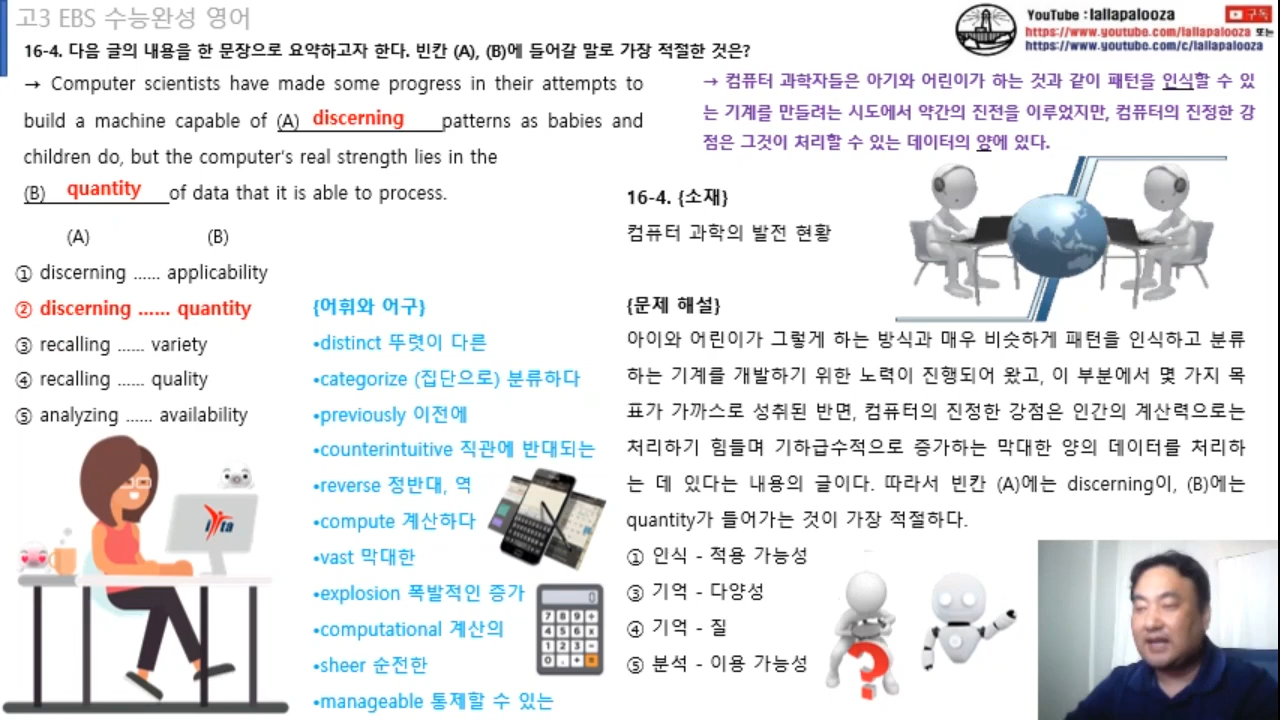 고3 EBS 수능완성 영어
YouTube : lallapalooza
구독
https://www.youtube.com/lallapalooza 또는
https://www.youtube.com/c/lallapalooza
16-4. 다음 글의 내용을 한 문장으로 요약하고자 한다. 빈칸 (A), (B)에 들어갈 말로 가장 적절한 것은?
→ Computer scientists have made some progress in their attempts to
build a machine capable of (A) discerning patterns as babies and
children do, but the computer's real strength lies in the
(B) quantity of data that it is able to process.
(A) (B)
① discerning ...... applicability
② discerning ...... quantity
③ recalling ...... variety
④ recalling ...... quality
⑤ analyzing ...... availability
{어휘와 어구}
•distinct 뚜렷이 다른
•categorize (집단으로) 분류하다
•previously 이전에
•counterintuitive 직관에 반대되는
•reverse 정반대, 역
•compute 계산하다
•vast 막대한
•explosion 폭발적인 증가
•computational 계산의
•sheer 순전한
•manageable 통제할 수 있는
→ 컴퓨터 과학자들은 아기와 어린이가 하는 것과 같이 패턴을 인식할 수 있
는 기계를 만들려는 시도에서 약간의 진전을 이루었지만, 컴퓨터의 진정한 강
점은 그것이 처리할 수 있는 데이터의 양에 있다.
16-4. {소재}
컴퓨터 과학의 발전 현황
{문제 해설}
아이와 어린이가 그렇게 하는 방식과 매우 비슷하게 패턴을 인식하고 분류
하는 기계를 개발하기 위한 노력이 진행되어 왔고, 이 부분에서 몇 가지 목
표가 가까스로 성취된 반면, 컴퓨터의 진정한 강점은 인간의 계산력으로는
처리하기 힘들며 기하급수적으로 증가하는 막대한 양의 데이터를 처리하
는 데 있다는 내용의 글이다. 따라서 빈칸 (A)에는 discerning이, (B)에는
quantity가 들어가는 것이 가장 적절하다.
① 인식 - 적용 가능성
③ 기억 - 다양성
④ 기억 - 질
⑤ 분석 - 이용 가능성